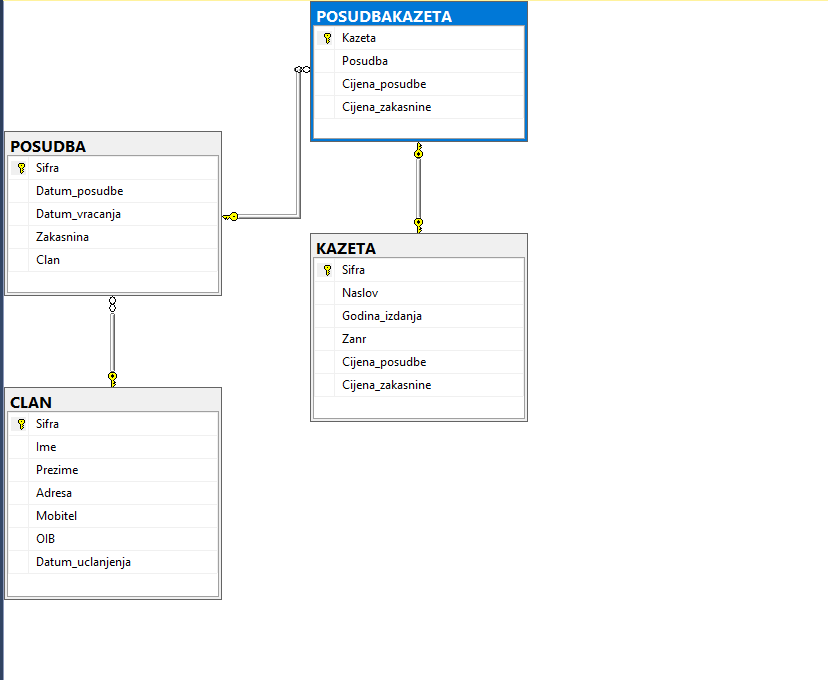 POSUDBAKAZETA
Kazeta
Posudba
Cijena_posudbe
Cijena_zakasnine
POSUDBA
Sifra
Datum_posudbe
Datum_vracanja
Zakasnina
Clan
KAZETA
Sifra
Naslov
Godina_izdanja
Zanr
Cijena_posudbe
Cijena_zakasnine
CLAN
Sifra
Ime
Prezime
Adresa
Mobitel
OIB
Datum_uclanjenja